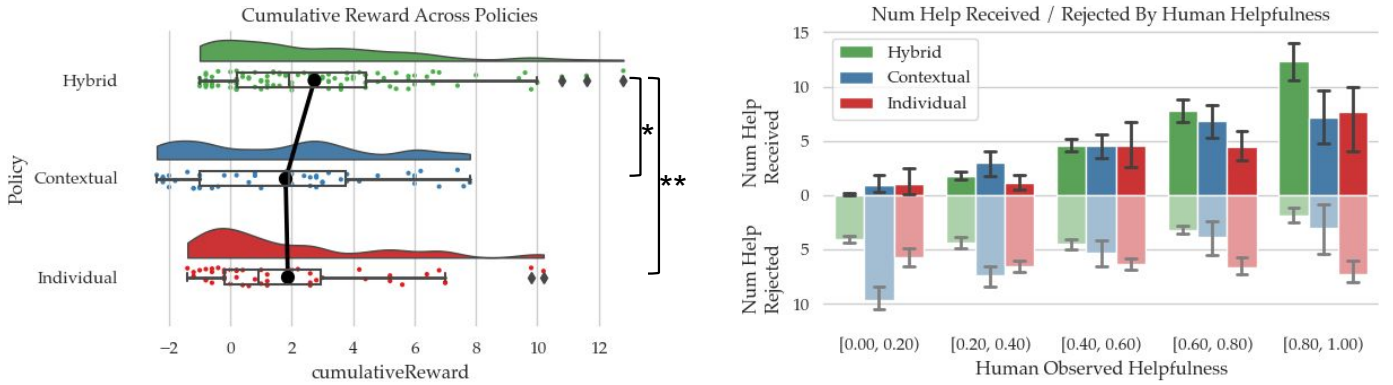 Cumulative Reward Across Policies
Policy
Hybrid
Contextual
Individual
*
**
−2 0 2 4 6 8 10 12
cumulativeReward
Num Help Received / Rejected By Human Helpfulness
Hybrid
Contextual
Individual
Num Help
Received
Num Help
Rejected
15
10
5
0
5
10
[0.00, 0.20) [0.20, 0.40) [0.40, 0.60) [0.60, 0.80) [0.80, 1.00)
Human Observed Helpfulness